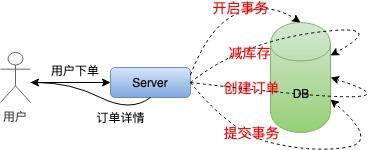 开启事务
减库存
用户下单
Server
创建订单
DB
用户
订单详情
提交事务